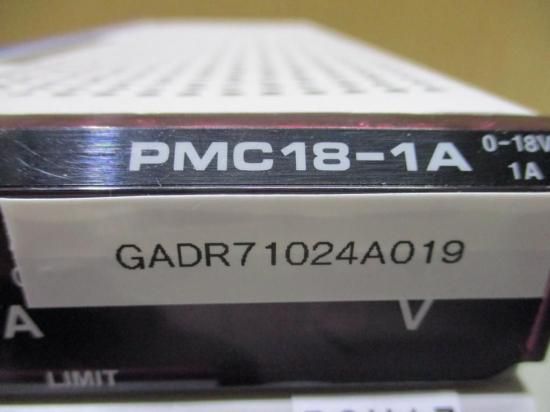 PMC18-1A 0-18V
1A
GADR71024A019
A V
LIMIT